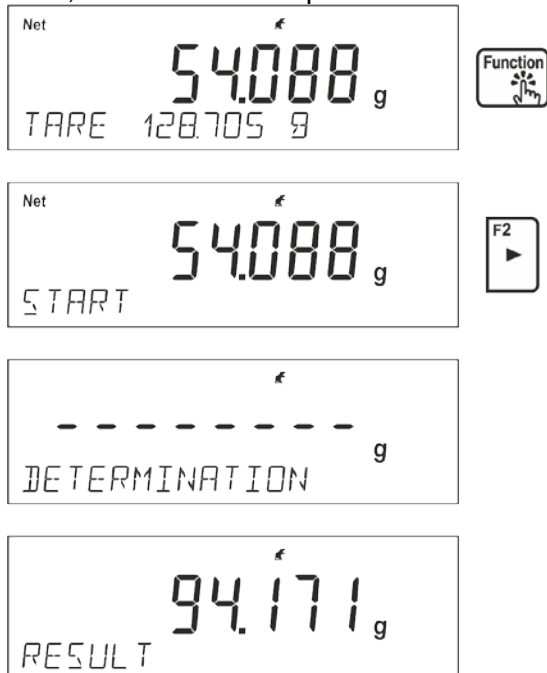 Net
54.088 g
TARE 128.705 g
Function
Net
54.088 g
START
F2
- - - - - - - - g
DETERMINATION
94.171 g
RESULT